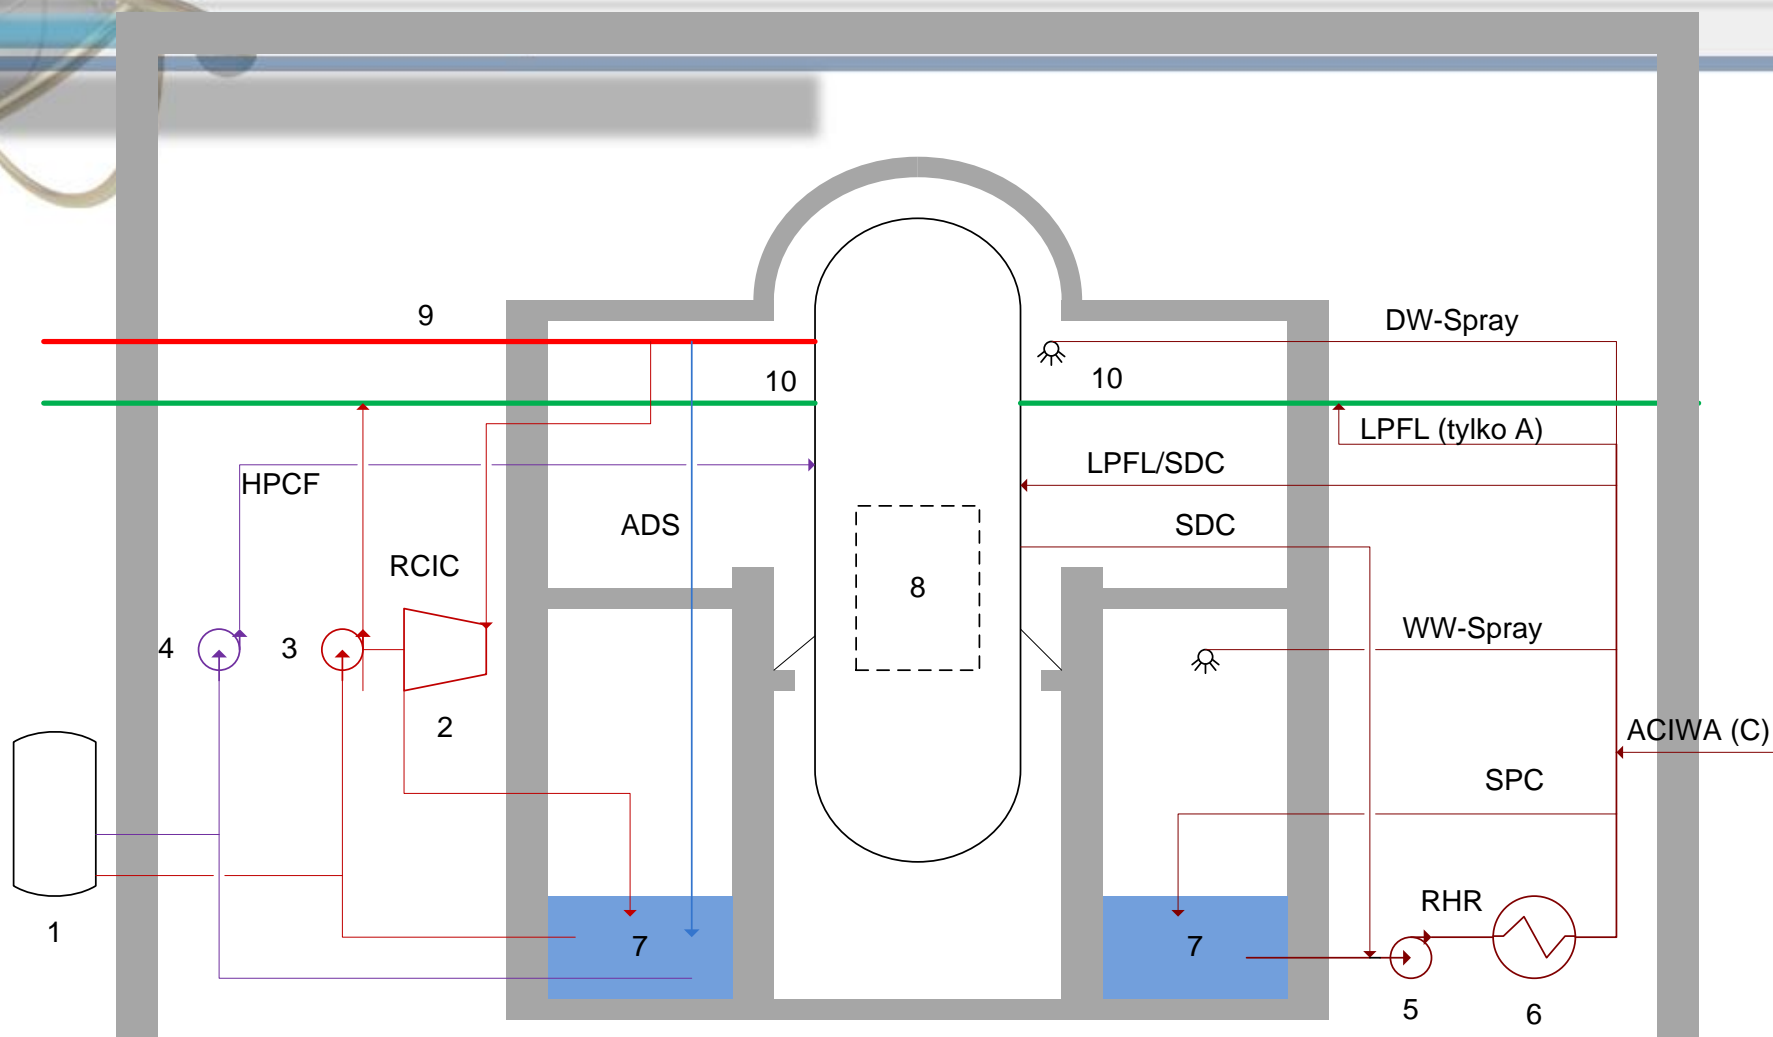 9
DW-Spray
10
10
LPFL (tylko A)
LPFL/SDC
HPCF
ADS
SDC
RCIC
8
4
3
WW-Spray
2
ACIWA (C)
SPC
RHR
1
7
7
5
6